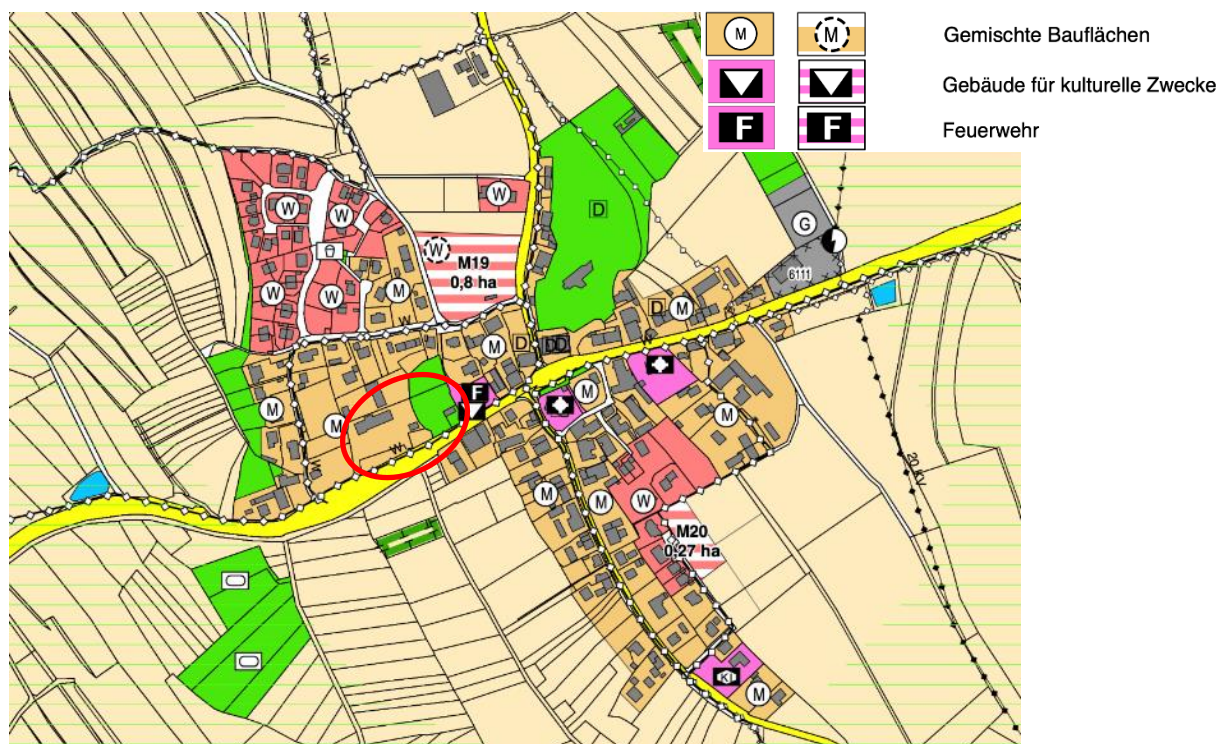 M M Gemischte Bauflächen
Gebäude für kulturelle Zwecke
F F Feuerwehr
W
D
W
W W
W
G
M19
0,8 ha
6111
W W M
W
D M
M D DD
F
M
M
M
W
M
W
M M W
20 KV
M20
0,27 ha
KI
M